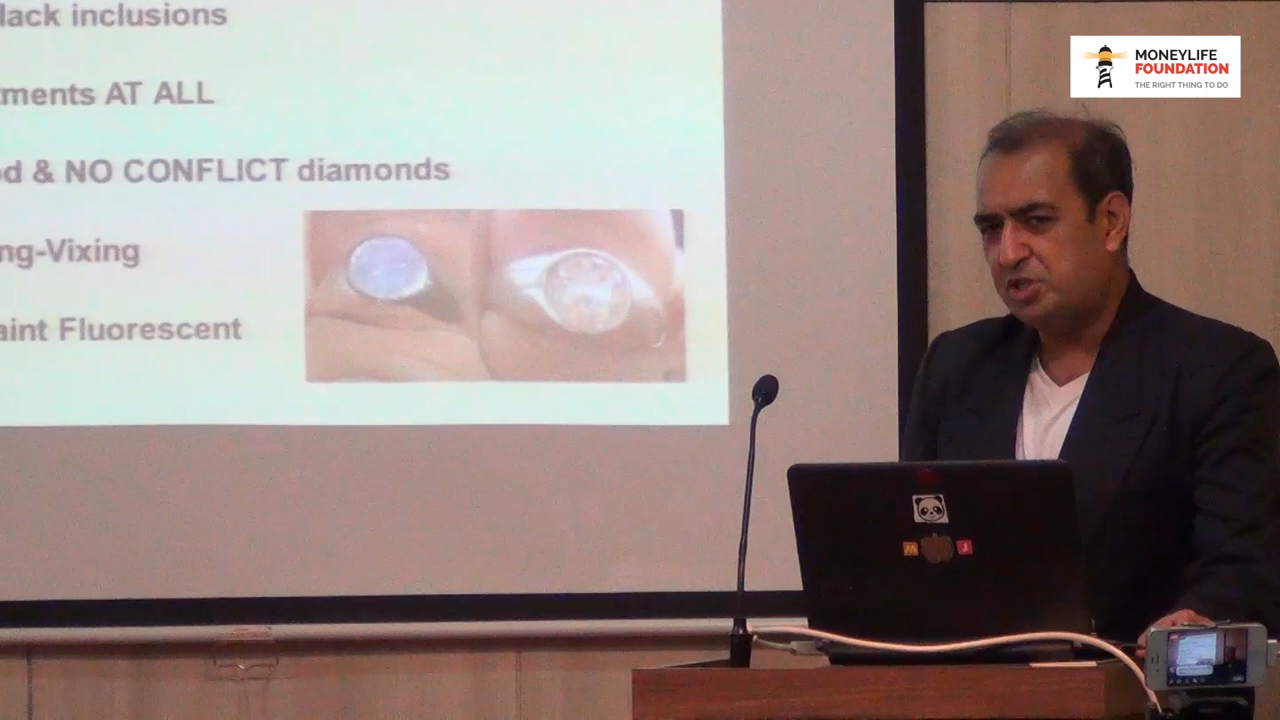 lack inclusions
tments AT ALL
od & NO CONFLICT diamonds
ng-Vixing
aint Fluorescent
MONEYLIFE
FOUNDATION
THE RIGHT THING TO DO